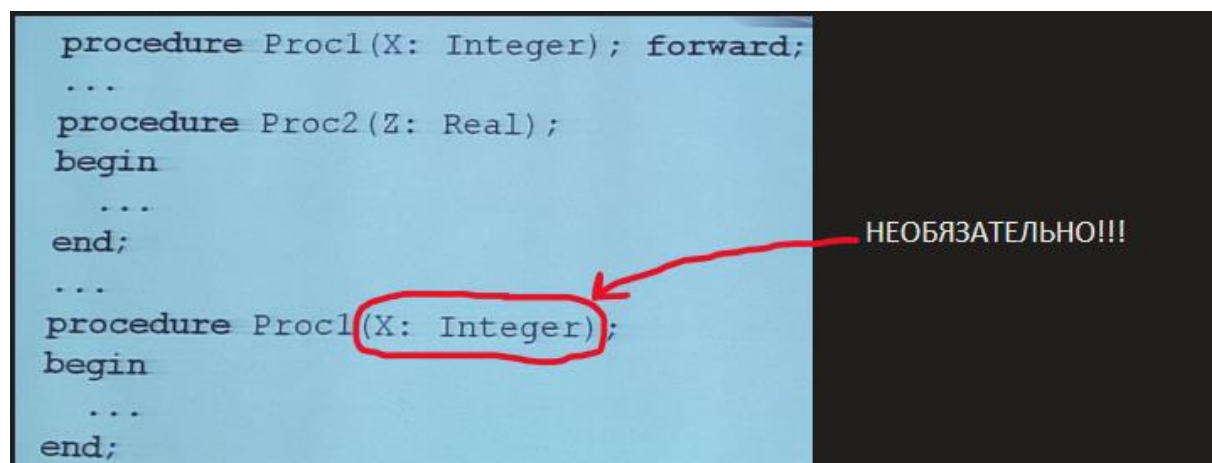 procedure Proc1(X: Integer); forward;
...
procedure Proc2(Z: Real);
begin
...
end;
...
procedure Proc1(X: Integer);
begin
...
end;
НЕОБЯЗАТЕЛЬНО!!!